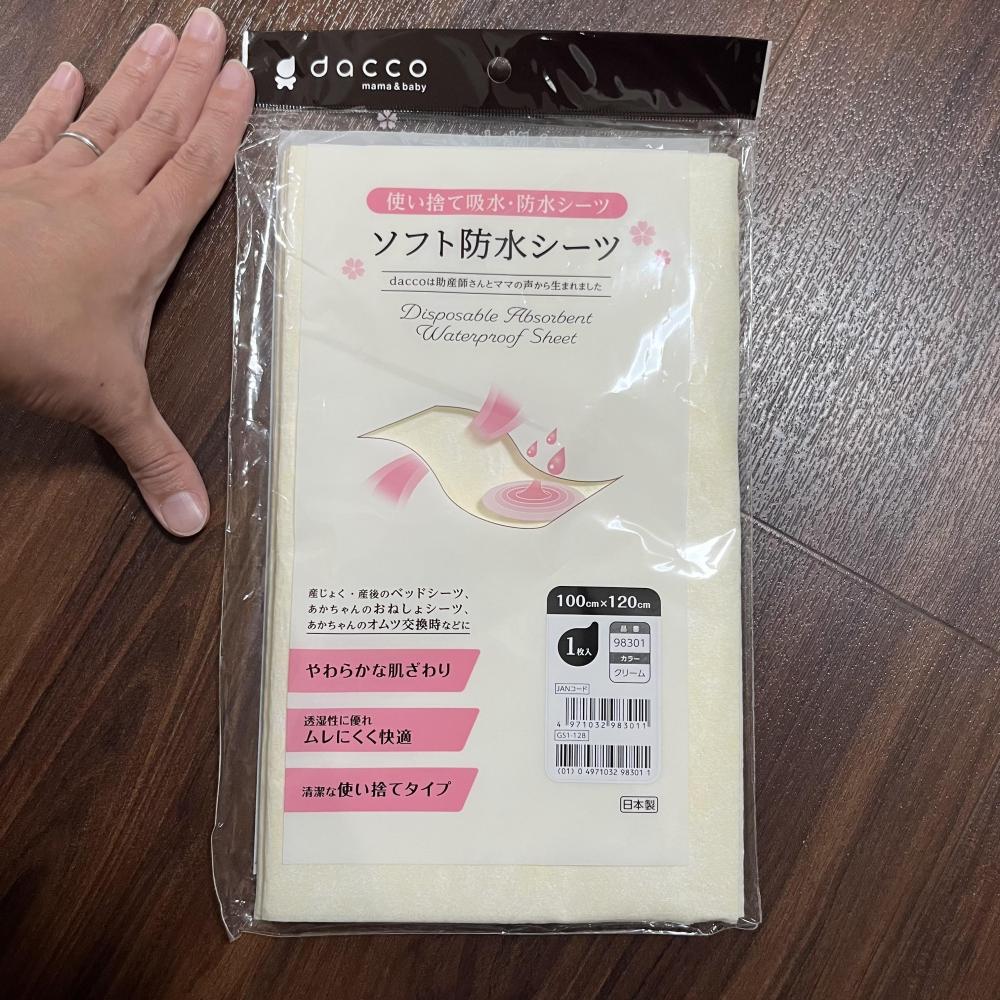 dacco
mama & baby
使い捨て吸水・防水シーツ
ソフト防水シーツ
daccoは助産師さんとママの声から生まれました
Disposable Absorbent
Waterproof Sheet
産じょく・産後のベッドシーツ、
あかちゃんのおねしょシーツ、
あかちゃんのオムツ交換時などに
やわらかな肌ざわり
透湿性に優れ
ムレにくく快適
清潔な使い捨てタイプ
100cm×120cm
1枚入
品番
98301
カラー
クリーム
JANコード
4 971032 983011
GS1-128
(01) 0 4971032 98301 1
日本製